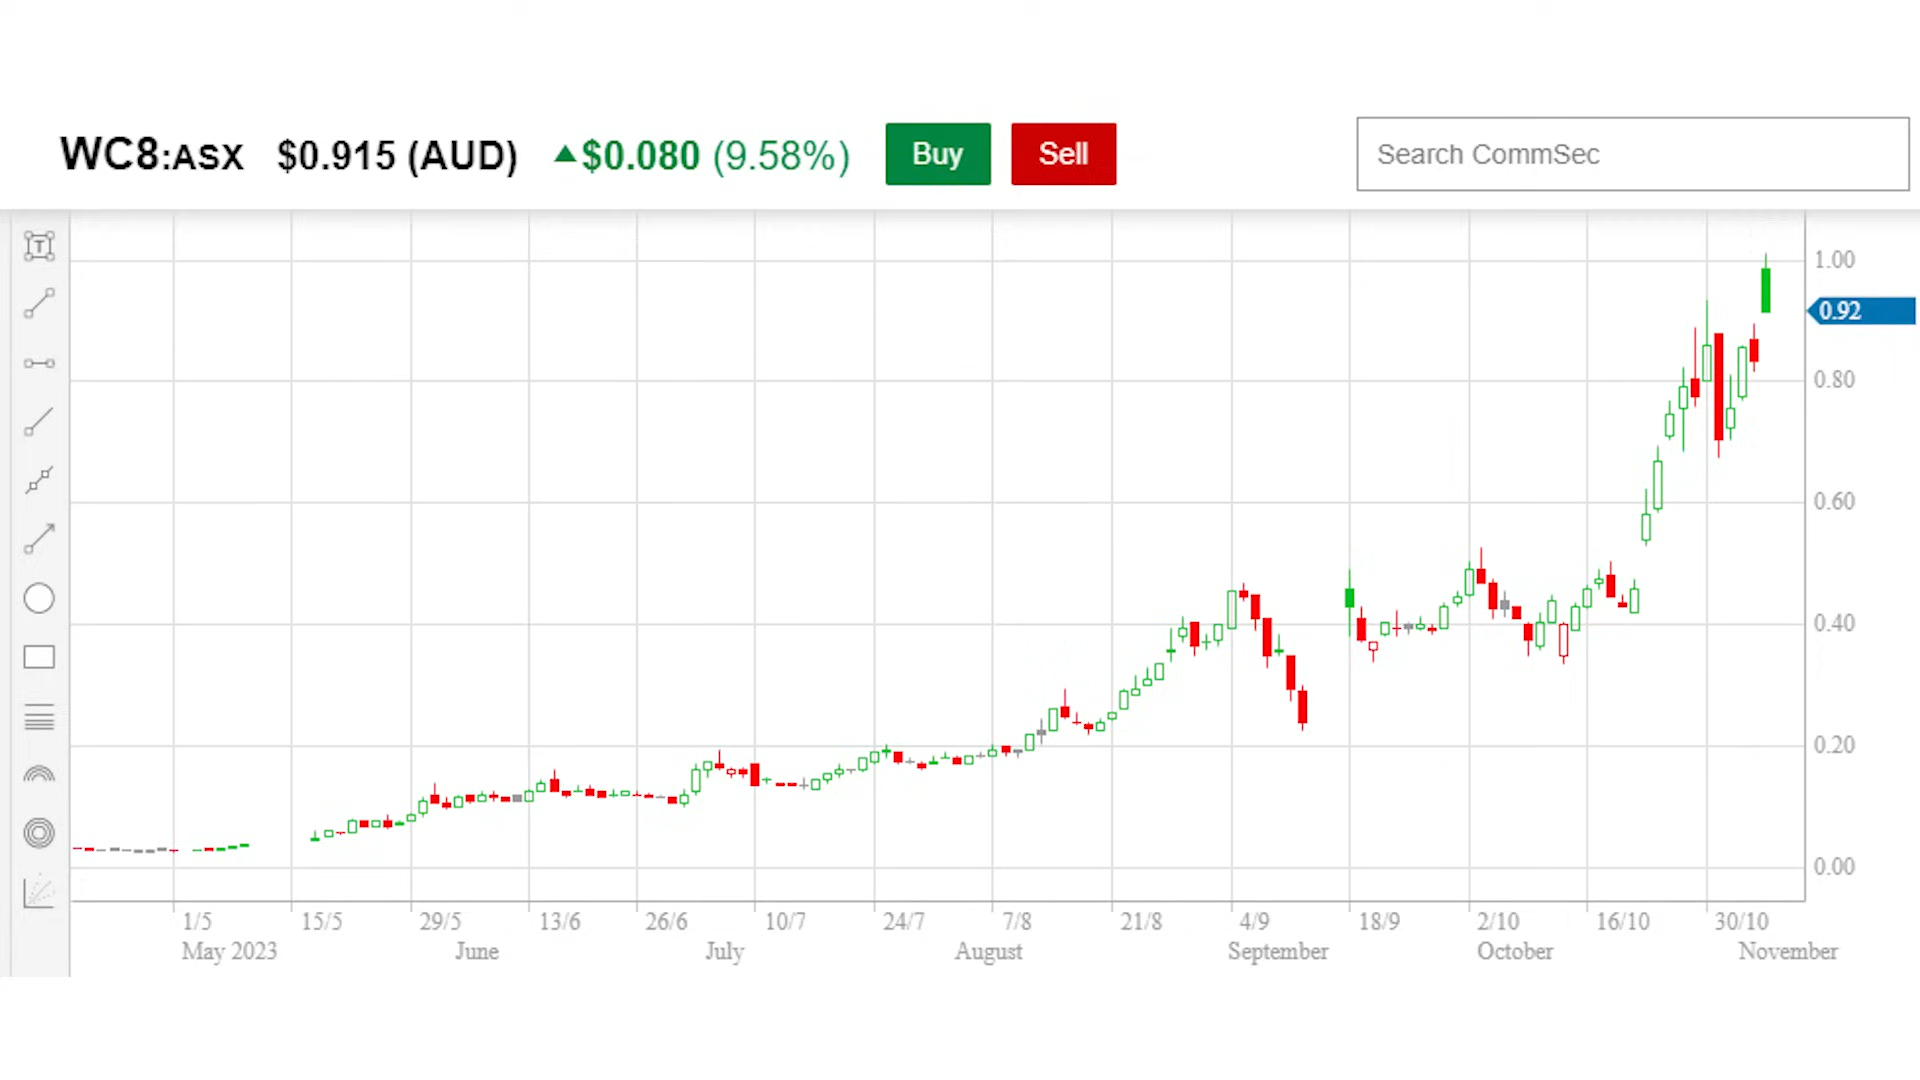 WC8:ASX $0.915 (AUD) ▲$0.080 (9.58%) Buy Sell Search CommSec
T
1.00
0.92
0.80
0.60
0.40
0.20
0.00
1/5 15/5 29/5 13/6 26/6 10/7 24/7 7/8 21/8 4/9 18/9 2/10 16/10 30/10
May 2023 June July August September October November